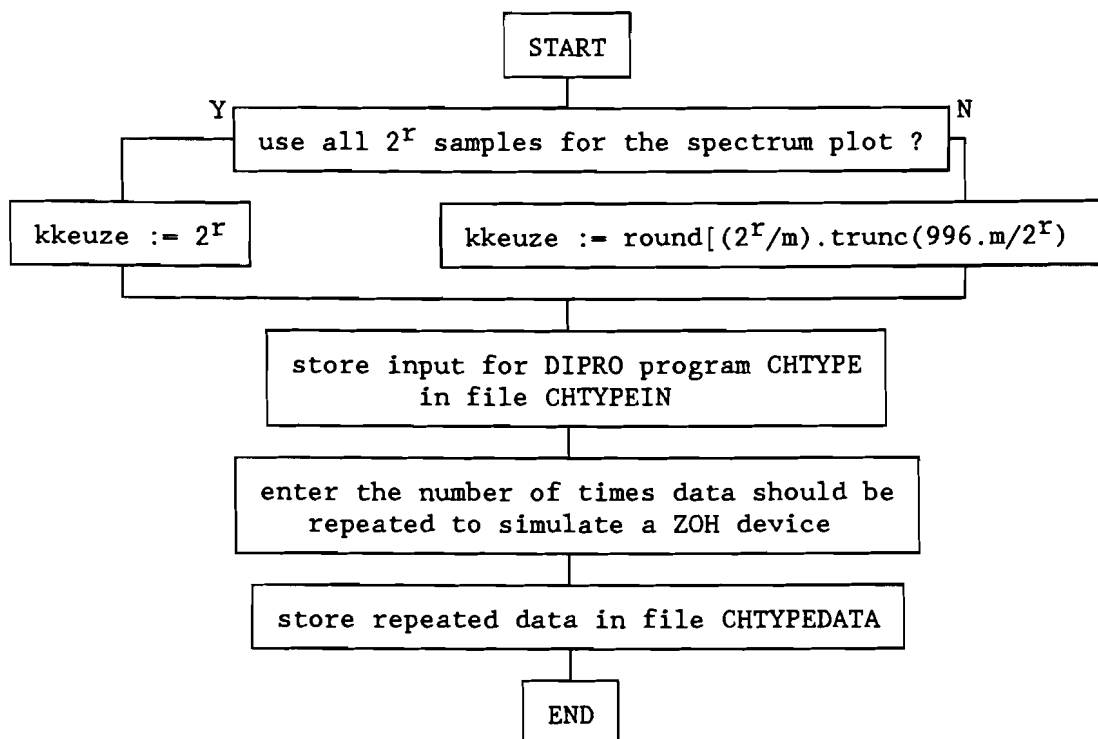 START
Y
N
use all 2^r samples for the spectrum plot ?
kkeuze := 2^r
kkeuze := round[(2^r/m).trunc(996.m/2^r)
store input for DIPRO program CHTYPE
in file CHTYPEIN
enter the number of times data should be
repeated to simulate a ZOH device
store repeated data in file CHTYPEDATA
END